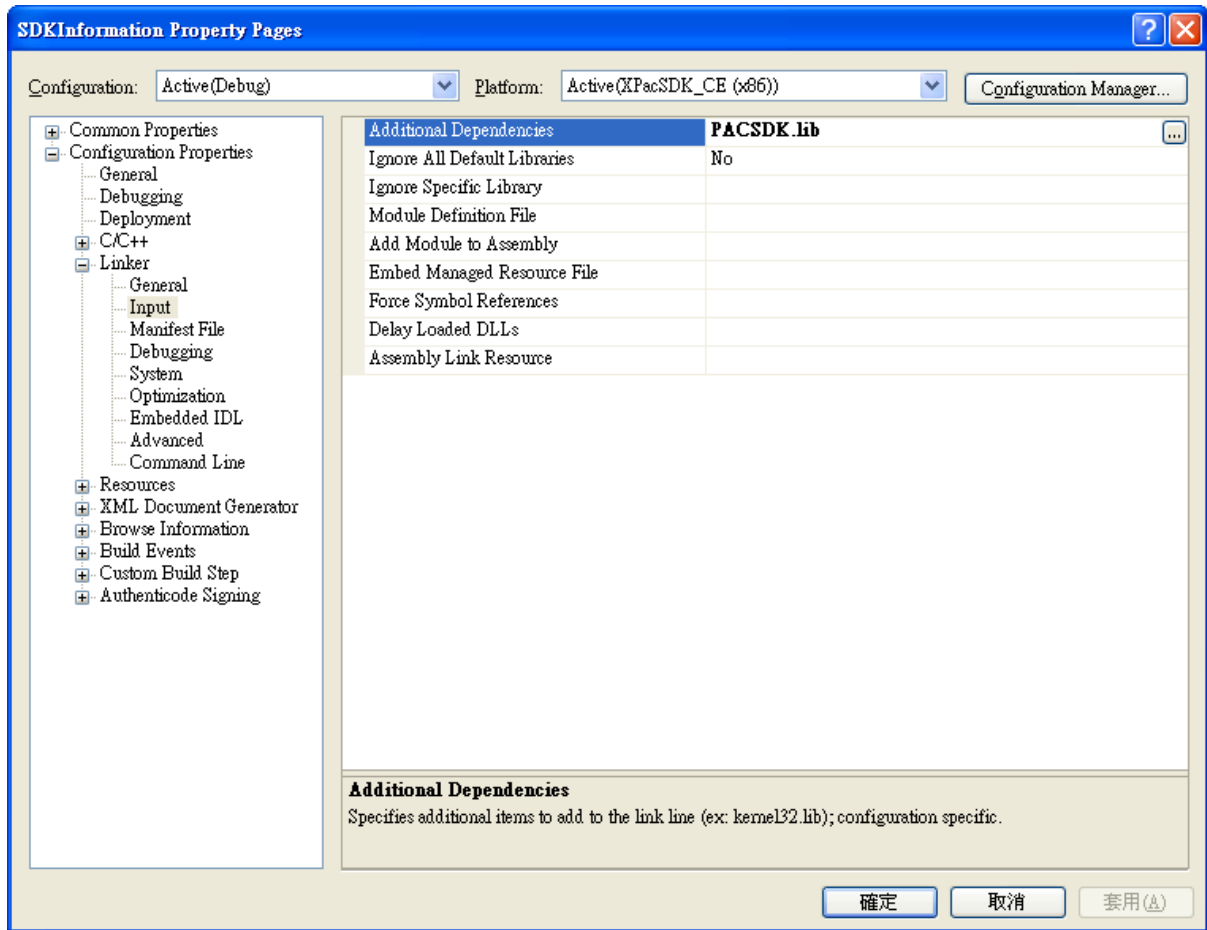 SDKInformation Property Pages
Configuration: Active(Debug) Platform: Active(XPacSDK_CE (x86)) Configuration Manager...
Common Properties
Configuration Properties
General
Debugging
Deployment
C/C++
Linker
General
Input
Manifest File
Debugging
System
Optimization
Embedded IDL
Advanced
Command Line
Resources
XML Document Generator
Browse Information
Build Events
Custom Build Step
Authenticode Signing
Additional Dependencies PACSDK.lib ...
Ignore All Default Libraries No
Ignore Specific Library
Module Definition File
Add Module to Assembly
Embed Managed Resource File
Force Symbol References
Delay Loaded DLLs
Assembly Link Resource
Additional Dependencies
Specifies additional items to add to the link line (ex: kernel32.lib); configuration specific.
確定 取消 套用(A)